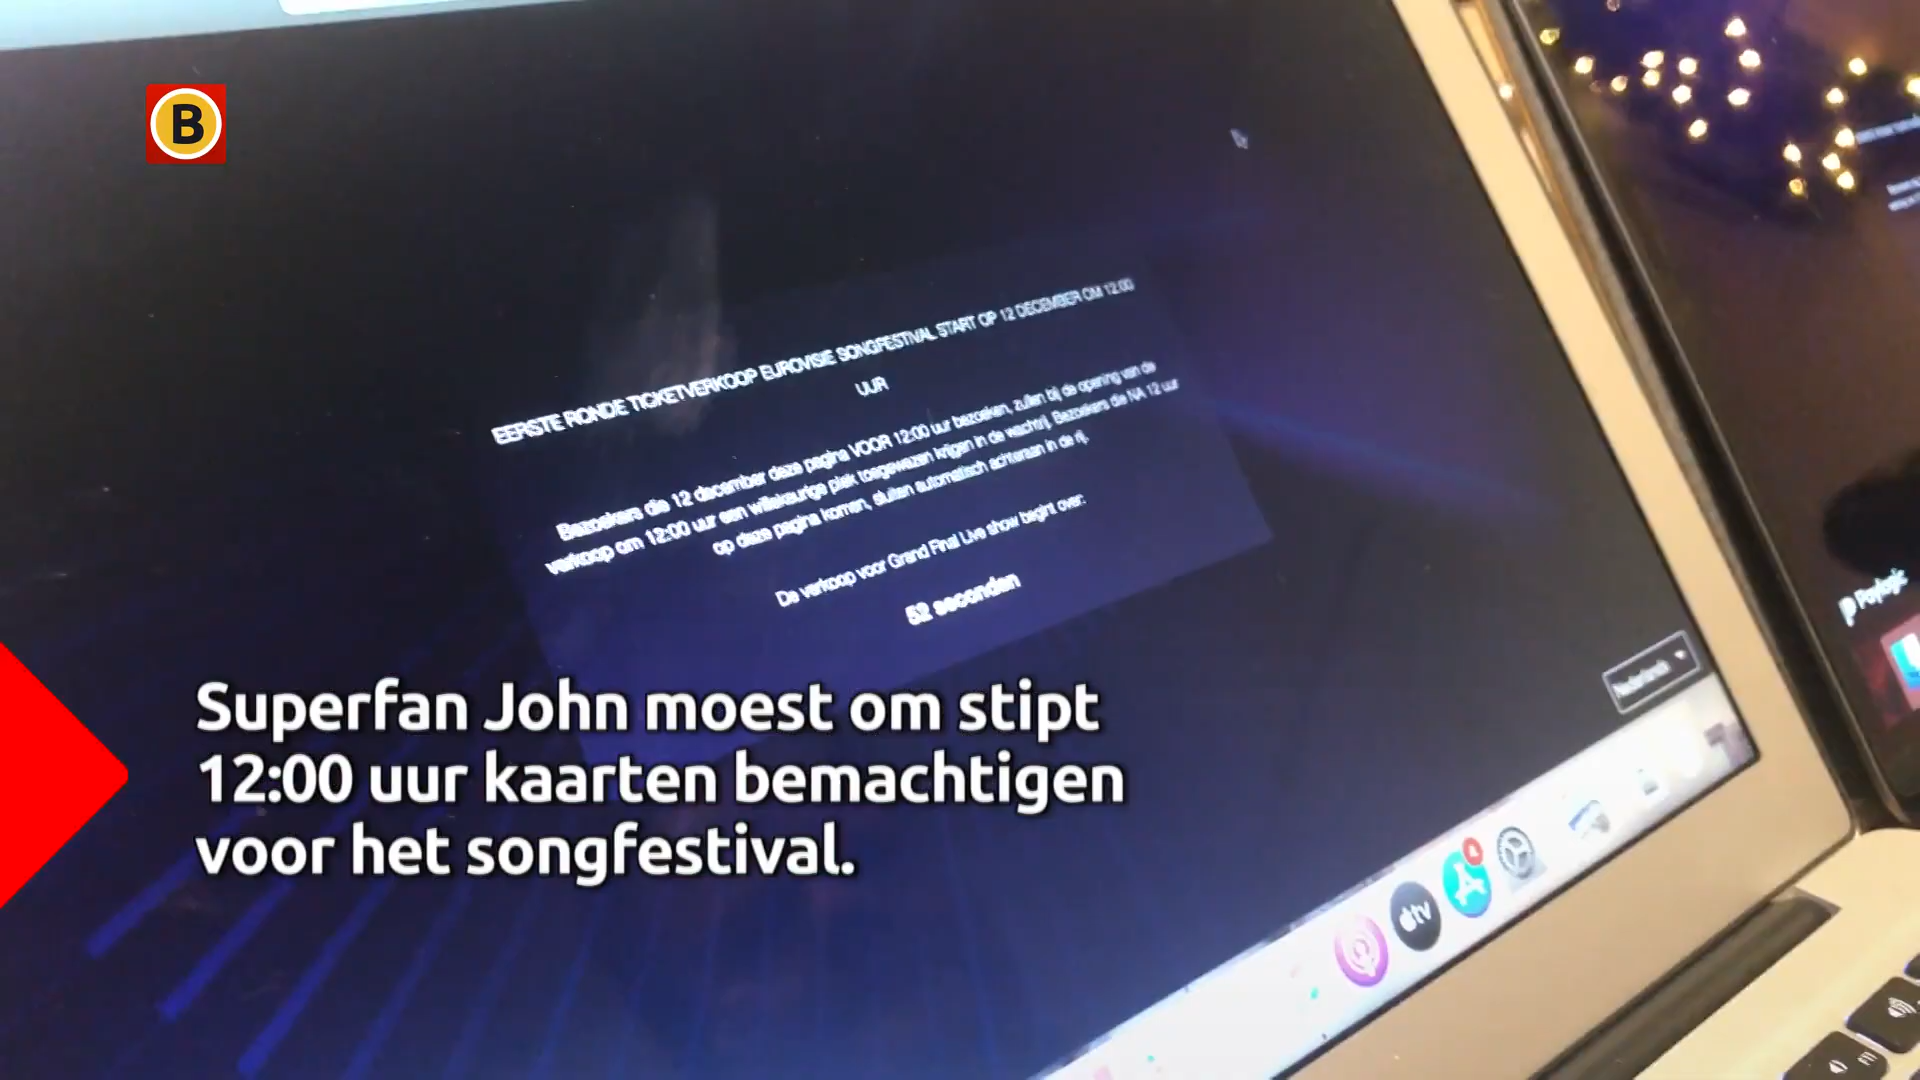 B
EERSTE RONDE TICKETVERKOOP EUROVISIE SONGFESTIVAL START OP 12 DECEMBER OM 12:00
UUR
Bezoekers die 12 december deze pagina VOOR 12:00 uur bezoeken, zullen bij de opening van de
verkoop om 12:00 uur een willekeurige plek toegewezen krijgen in de wachtrij. Bezoekers die NA 12 uur
op deze pagina komen, sluiten automatisch achteraan in de rij.
De verkoop voor Grand Final Live show begint over:
52 seconden
Paylogic
Nederlands
Superfan John moest om stipt
12:00 uur kaarten bemachtigen
voor het songfestival.
tv